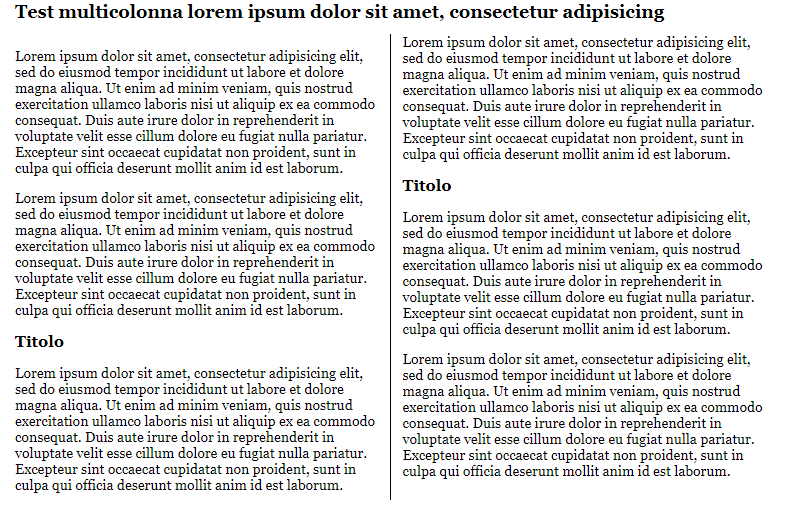 Test multicolonna lorem ipsum dolor sit amet, consectetur adipisicing
Lorem ipsum dolor sit amet, consectetur adipisicing elit,
sed do eiusmod tempor incididunt ut labore et dolore
magna aliqua. Ut enim ad minim veniam, quis nostrud
exercitation ullamco laboris nisi ut aliquip ex ea commodo
consequat. Duis aute irure dolor in reprehenderit in
voluptate velit esse cillum dolore eu fugiat nulla pariatur.
Excepteur sint occaecat cupidatat non proident, sunt in
culpa qui officia deserunt mollit anim id est laborum.
Lorem ipsum dolor sit amet, consectetur adipisicing elit,
sed do eiusmod tempor incididunt ut labore et dolore
magna aliqua. Ut enim ad minim veniam, quis nostrud
exercitation ullamco laboris nisi ut aliquip ex ea commodo
consequat. Duis aute irure dolor in reprehenderit in
voluptate velit esse cillum dolore eu fugiat nulla pariatur.
Excepteur sint occaecat cupidatat non proident, sunt in
culpa qui officia deserunt mollit anim id est laborum.
Titolo
Lorem ipsum dolor sit amet, consectetur adipisicing elit,
sed do eiusmod tempor incididunt ut labore et dolore
magna aliqua. Ut enim ad minim veniam, quis nostrud
exercitation ullamco laboris nisi ut aliquip ex ea commodo
consequat. Duis aute irure dolor in reprehenderit in
voluptate velit esse cillum dolore eu fugiat nulla pariatur.
Excepteur sint occaecat cupidatat non proident, sunt in
culpa qui officia deserunt mollit anim id est laborum.
Lorem ipsum dolor sit amet, consectetur adipisicing elit,
sed do eiusmod tempor incididunt ut labore et dolore
magna aliqua. Ut enim ad minim veniam, quis nostrud
exercitation ullamco laboris nisi ut aliquip ex ea commodo
consequat. Duis aute irure dolor in reprehenderit in
voluptate velit esse cillum dolore eu fugiat nulla pariatur.
Excepteur sint occaecat cupidatat non proident, sunt in
culpa qui officia deserunt mollit anim id est laborum.
Titolo
Lorem ipsum dolor sit amet, consectetur adipisicing elit,
sed do eiusmod tempor incididunt ut labore et dolore
magna aliqua. Ut enim ad minim veniam, quis nostrud
exercitation ullamco laboris nisi ut aliquip ex ea commodo
consequat. Duis aute irure dolor in reprehenderit in
voluptate velit esse cillum dolore eu fugiat nulla pariatur.
Excepteur sint occaecat cupidatat non proident, sunt in
culpa qui officia deserunt mollit anim id est laborum.
Lorem ipsum dolor sit amet, consectetur adipisicing elit,
sed do eiusmod tempor incididunt ut labore et dolore
magna aliqua. Ut enim ad minim veniam, quis nostrud
exercitation ullamco laboris nisi ut aliquip ex ea commodo
consequat. Duis aute irure dolor in reprehenderit in
voluptate velit esse cillum dolore eu fugiat nulla pariatur.
Excepteur sint occaecat cupidatat non proident, sunt in
culpa qui officia deserunt mollit anim id est laborum.